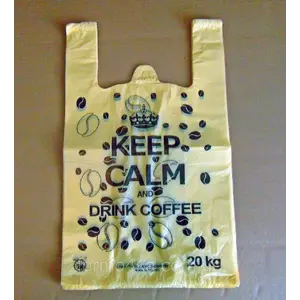 KEEP
CALM
AND
DRINK COFFEE
20 kg